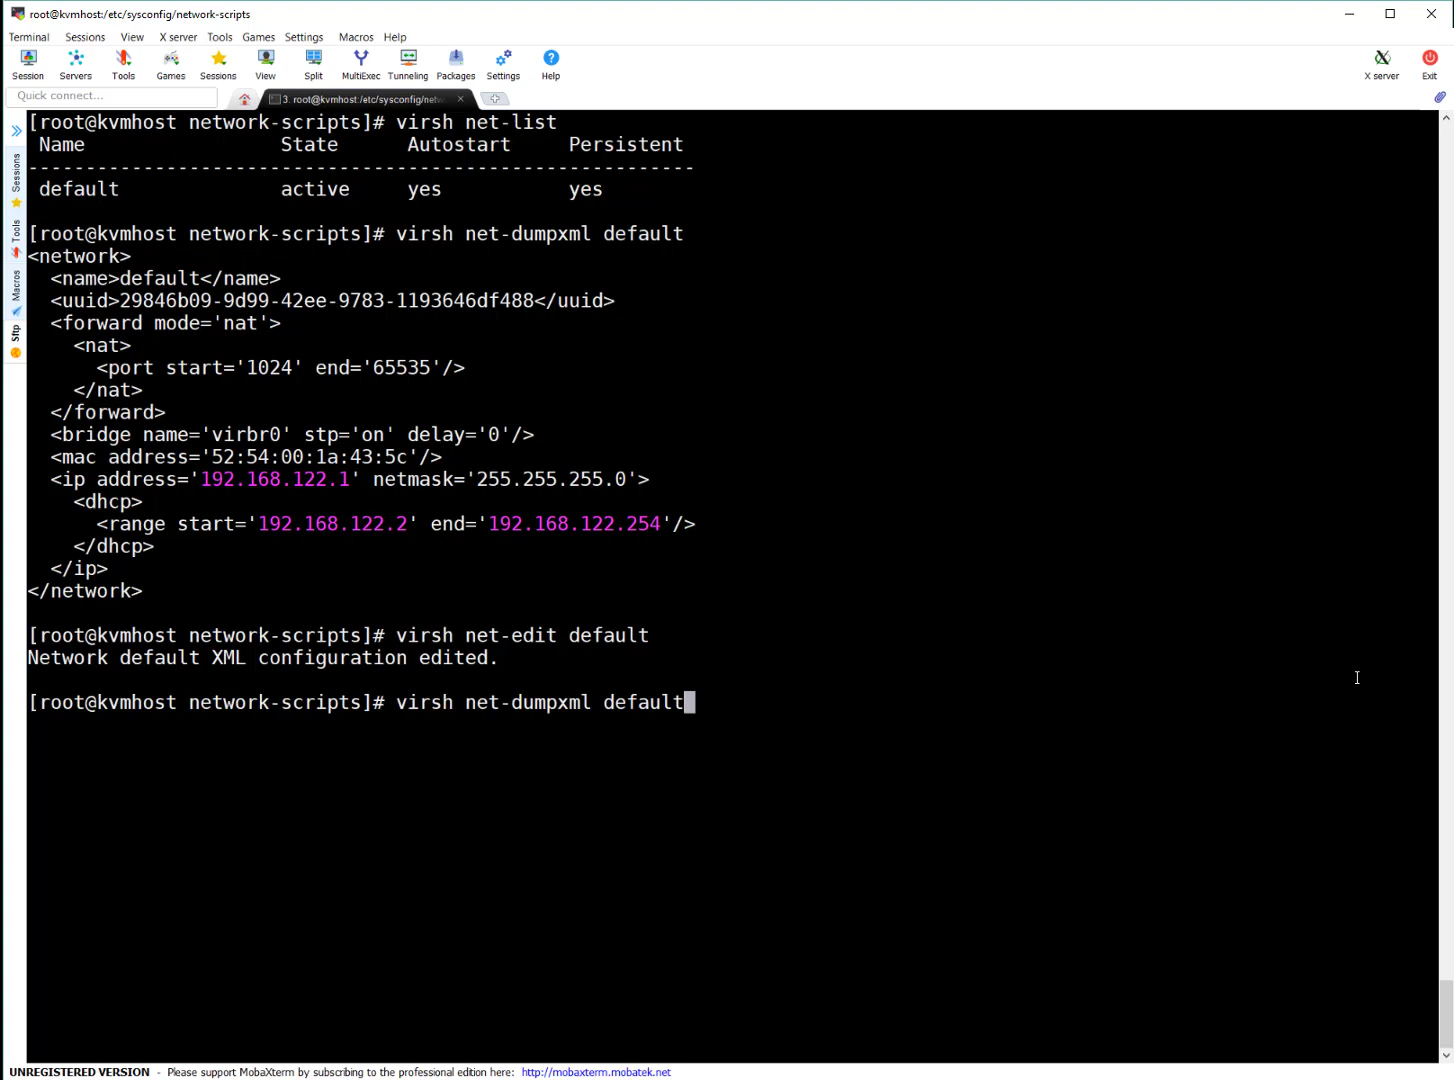 root@kvmhost:/etc/sysconfig/network-scripts
Terminal Sessions View X server Tools Games Settings Macros Help
Session Servers Tools Games Sessions View Split MultiExec Tunneling Packages Settings Help X server Exit
Quick connect...
3. root@kvmhost:/etc/sysconfig/netw
Sessions
Tools
Macros
Sftp
[root@kvmhost network-scripts]# virsh net-list
Name State Autostart Persistent
----------------------------------------------------------
default active yes yes
[root@kvmhost network-scripts]# virsh net-dumpxml default
<network>
<name>default</name>
<uuid>29846b09-9d99-42ee-9783-1193646df488</uuid>
<forward mode='nat'>
<nat>
<port start='1024' end='65535'/>
</nat>
</forward>
<bridge name='virbr0' stp='on' delay='0'/>
<mac address='52:54:00:1a:43:5c'/>
<ip address='192.168.122.1' netmask='255.255.255.0'>
<dhcp>
<range start='192.168.122.2' end='192.168.122.254'/>
</dhcp>
</ip>
</network>
[root@kvmhost network-scripts]# virsh net-edit default
Network default XML configuration edited.
[root@kvmhost network-scripts]# virsh net-dumpxml default
UNREGISTERED VERSION - Please support MobaXterm by subscribing to the professional edition here: http://mobaxterm.mobatek.net